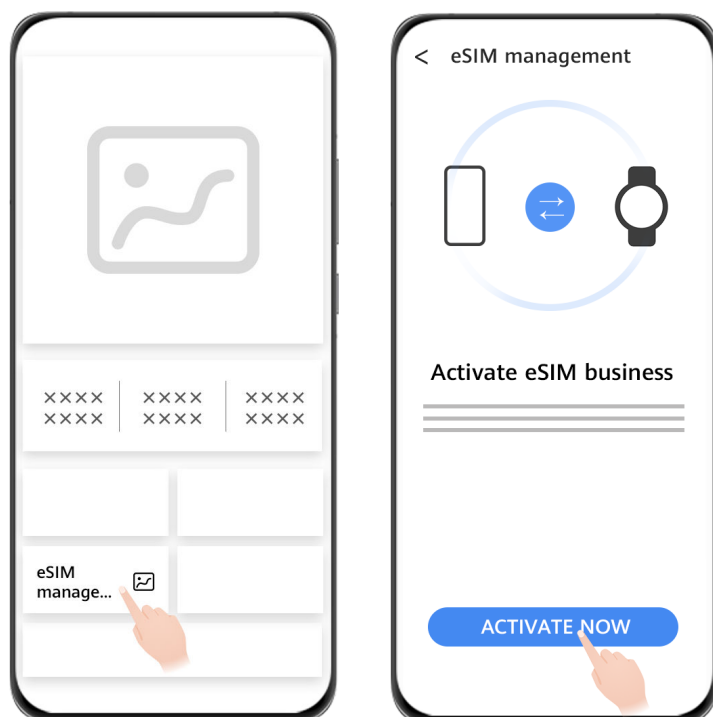 ×××× ×××× ××××
×××× ×××× ××××
eSIM
manage...
< eSIM management
Activate eSIM business
ACTIVATE NOW